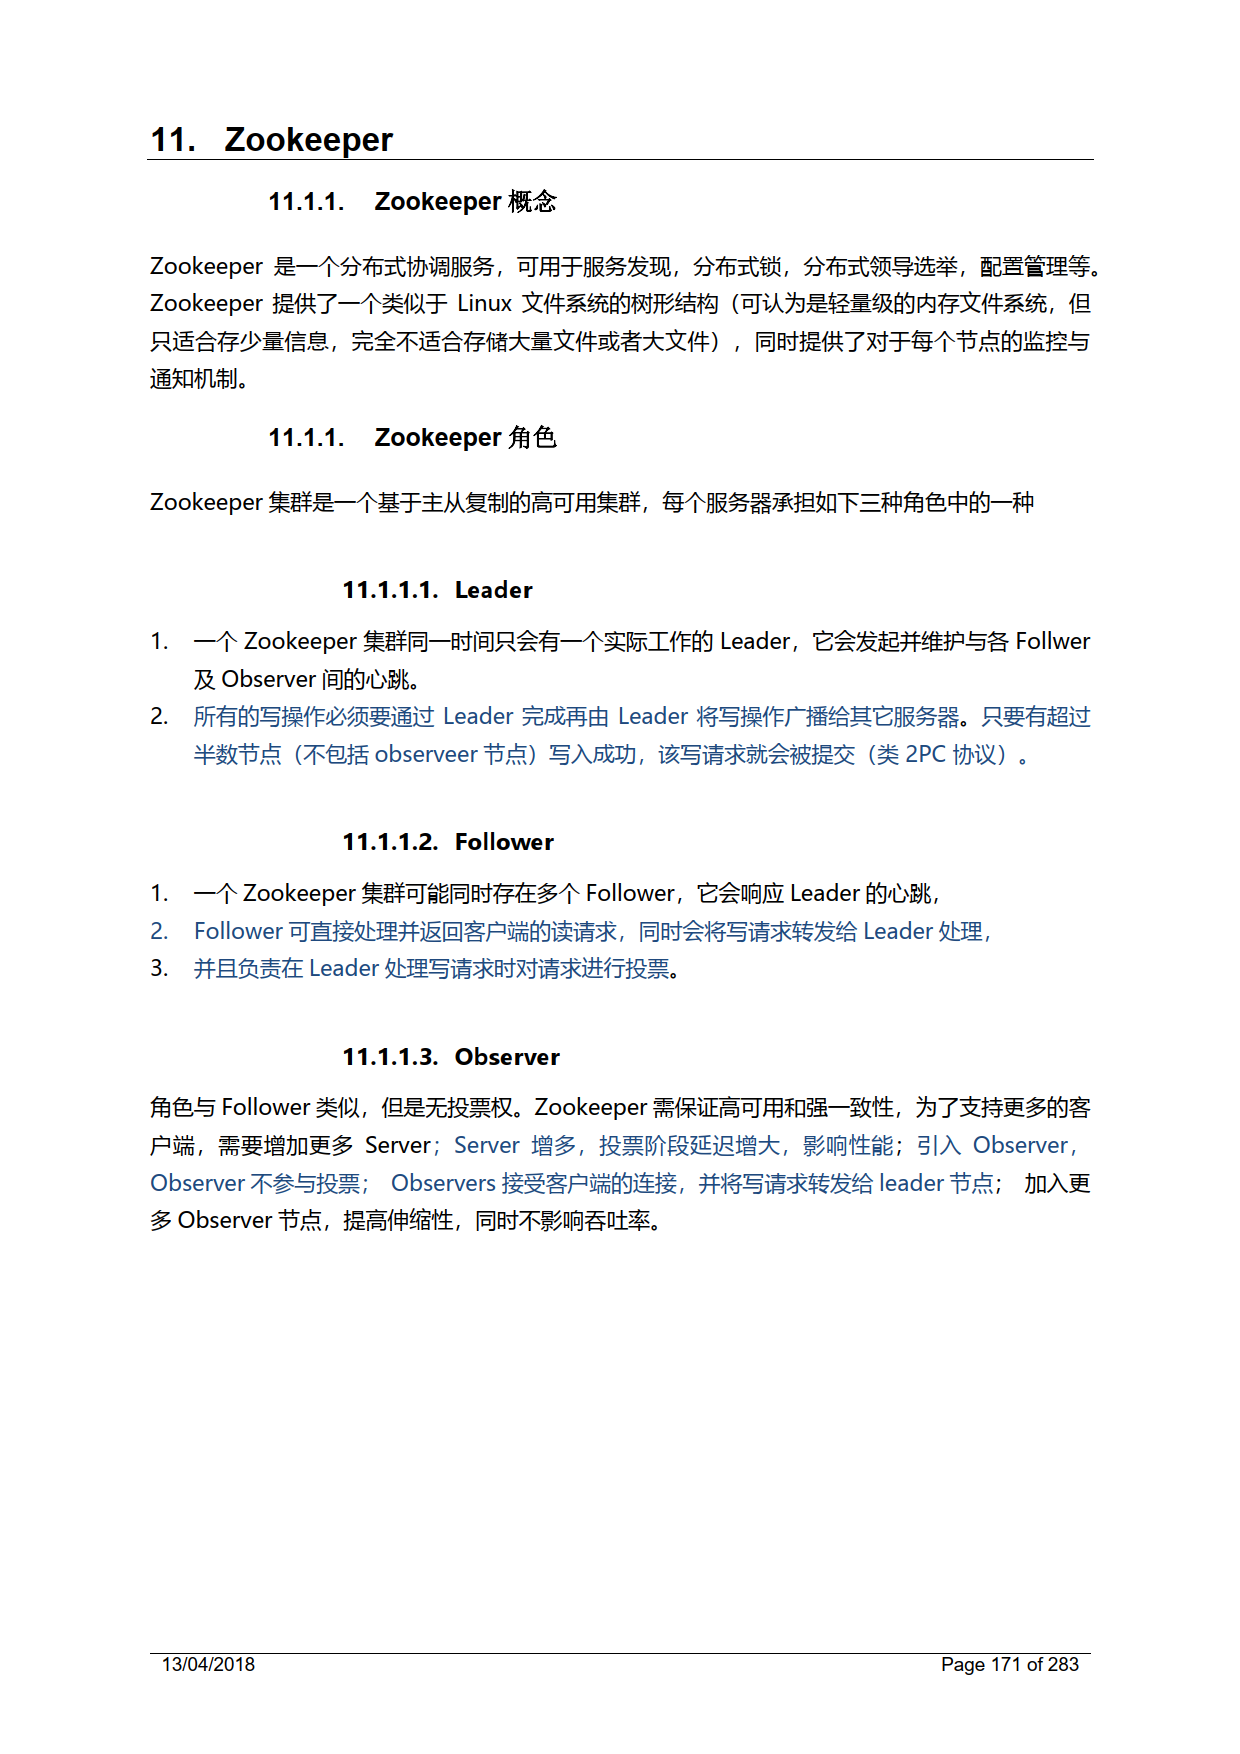 11. Zookeeper
11.1.1. Zookeeper 概念
Zookeeper 是一个分布式协调服务，可用于服务发现，分布式锁，分布式领导选举，配置管理等。
Zookeeper 提供了一个类似于 Linux 文件系统的树形结构（可认为是轻量级的内存文件系统，但
只适合存少量信息，完全不适合存储大量文件或者大文件），同时提供了对于每个节点的监控与
通知机制。
11.1.1. Zookeeper 角色
Zookeeper 集群是一个基于主从复制的高可用集群，每个服务器承担如下三种角色中的一种
11.1.1.1. Leader
1. 一个 Zookeeper 集群同一时间只会有一个实际工作的 Leader，它会发起并维护与各 Follwer
及 Observer 间的心跳。
2. 所有的写操作必须要通过 Leader 完成再由 Leader 将写操作广播给其它服务器。只要有超过
半数节点（不包括 observeer 节点）写入成功，该写请求就会被提交（类 2PC 协议）。
11.1.1.2. Follower
1. 一个 Zookeeper 集群可能同时存在多个 Follower，它会响应 Leader 的心跳，
2. Follower 可直接处理并返回客户端的读请求，同时会将写请求转发给 Leader 处理，
3. 并且负责在 Leader 处理写请求时对请求进行投票。
11.1.1.3. Observer
角色与 Follower 类似，但是无投票权。Zookeeper 需保证高可用和强一致性，为了支持更多的客
户端，需要增加更多 Server；Server 增多，投票阶段延迟增大，影响性能；引入 Observer，
Observer 不参与投票； Observers 接受客户端的连接，并将写请求转发给 leader 节点； 加入更
多 Observer 节点，提高伸缩性，同时不影响吞吐率。
13/04/2018 Page 171 of 283